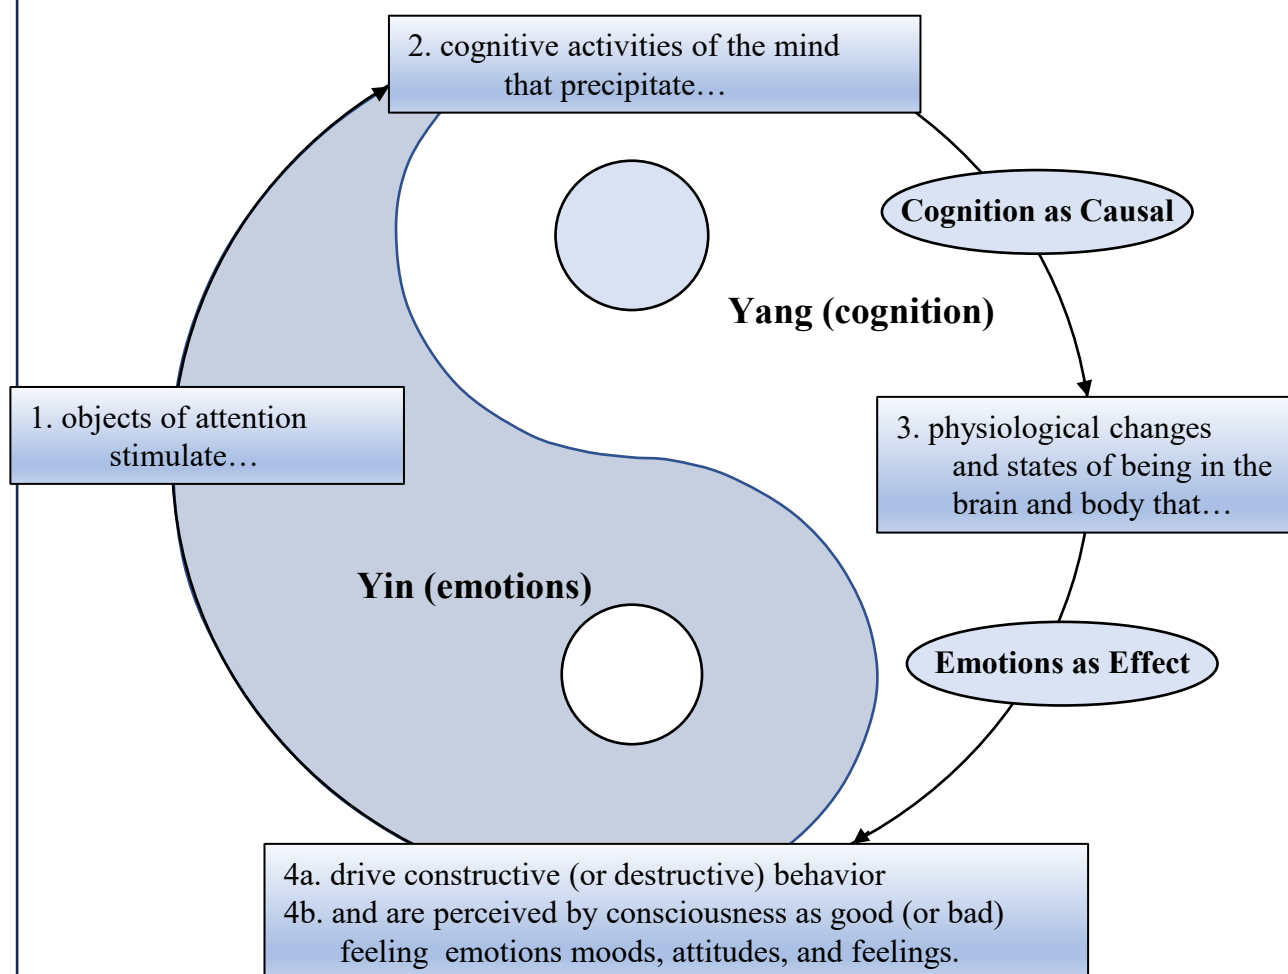 2. cognitive activities of the mind
that precipitate…
Cognition as Causal
Yang (cognition)
1. objects of attention
stimulate…
3. physiological changes
and states of being in the
brain and body that…
Yin (emotions)
Emotions as Effect
4a. drive constructive (or destructive) behavior
4b. and are perceived by consciousness as good (or bad)
feeling emotions moods, attitudes, and feelings.